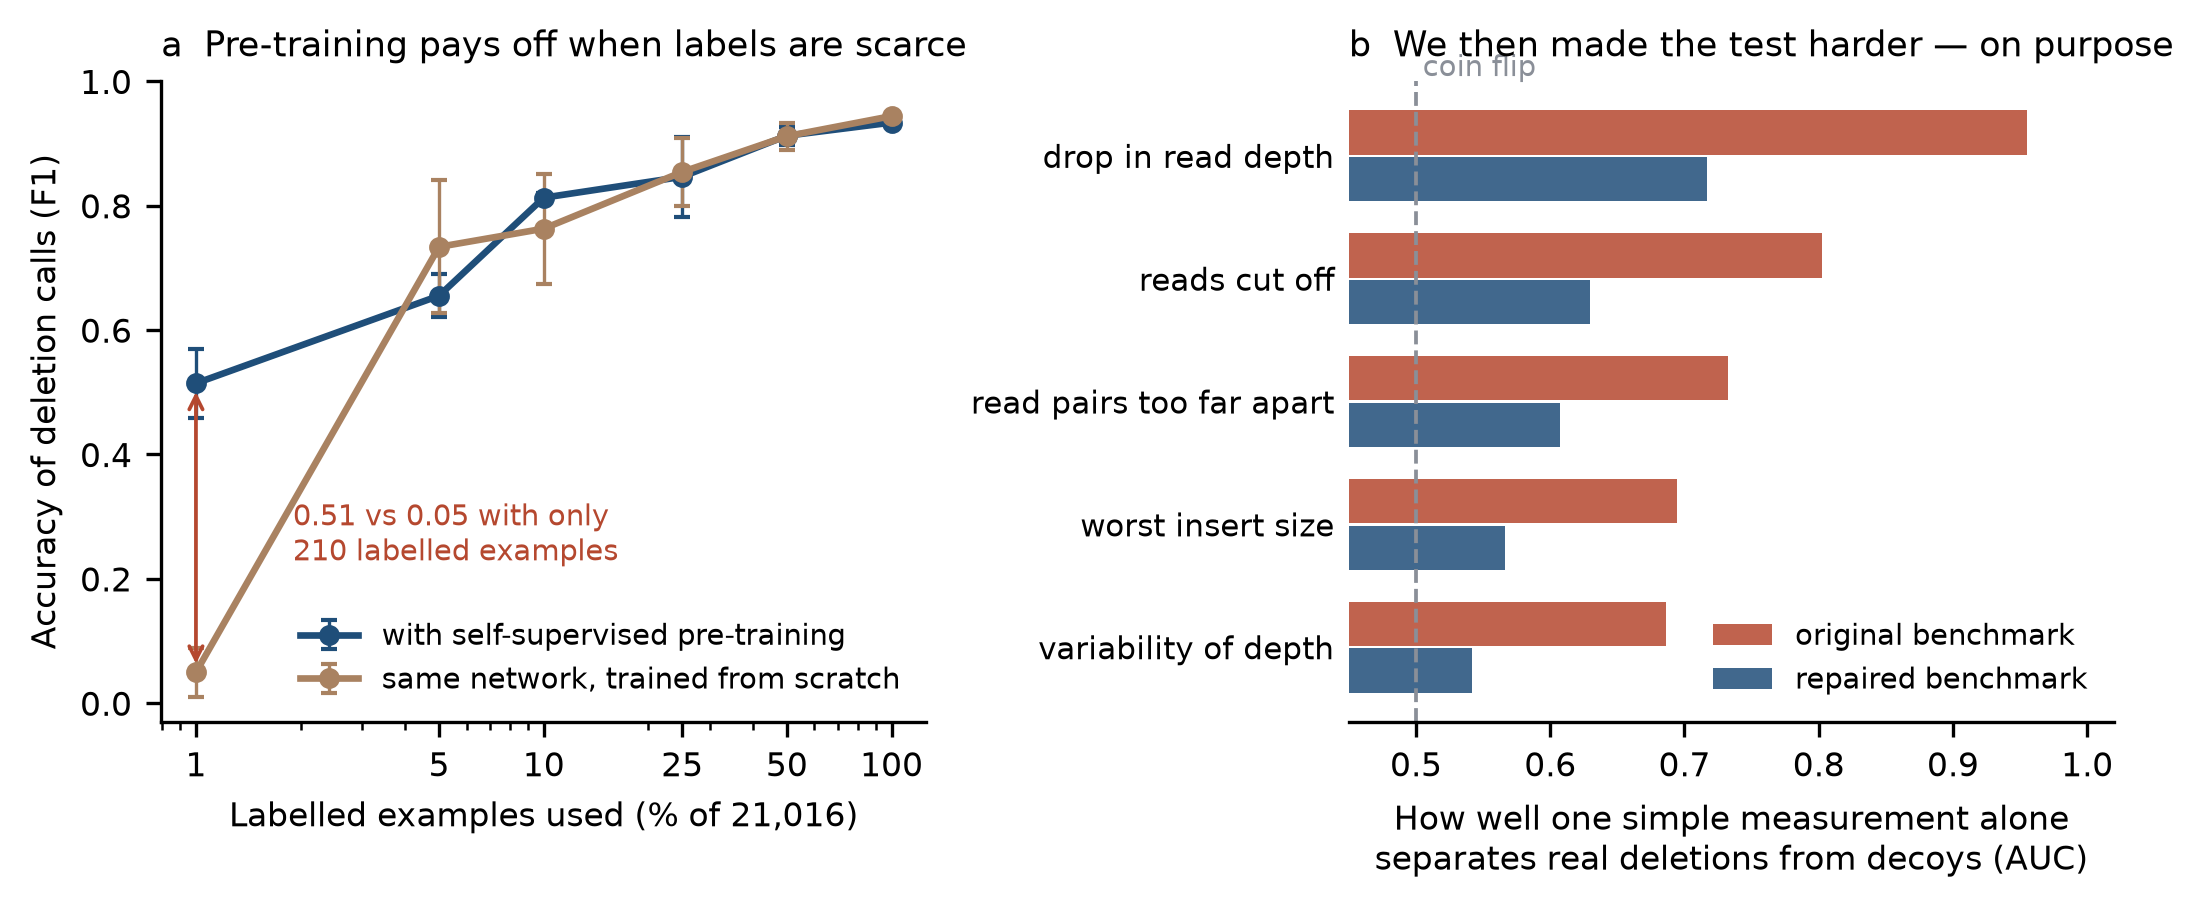 a Pre-training pays off when labels are scarce
Accuracy of deletion calls (F1)
1.0
0.8
0.6
0.4
0.2
0.0
0.51 vs 0.05 with only
210 labelled examples
with self-supervised pre-training
same network, trained from scratch
1 5 10 25 50 100
Labelled examples used (% of 21,016)
b We then made the test harder — on purpose
coin flip
drop in read depth
reads cut off
read pairs too far apart
worst insert size
variability of depth
original benchmark
repaired benchmark
0.5 0.6 0.7 0.8 0.9 1.0
How well one simple measurement alone
separates real deletions from decoys (AUC)